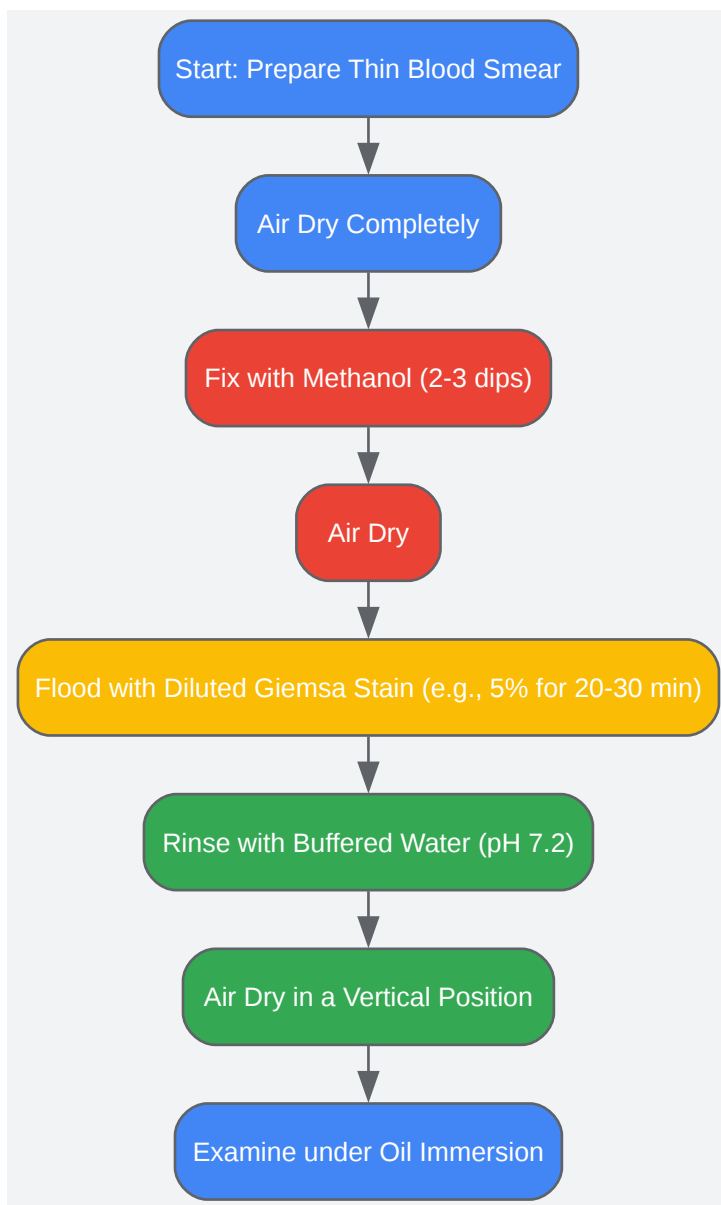 Start: Prepare Thin Blood Smear
Air Dry Completely
Fix with Methanol (2-3 dips)
Air Dry
Flood with Diluted Giemsa Stain (e.g., 5% for 20-30 min)
Rinse with Buffered Water (pH 7.2)
Air Dry in a Vertical Position
Examine under Oil Immersion